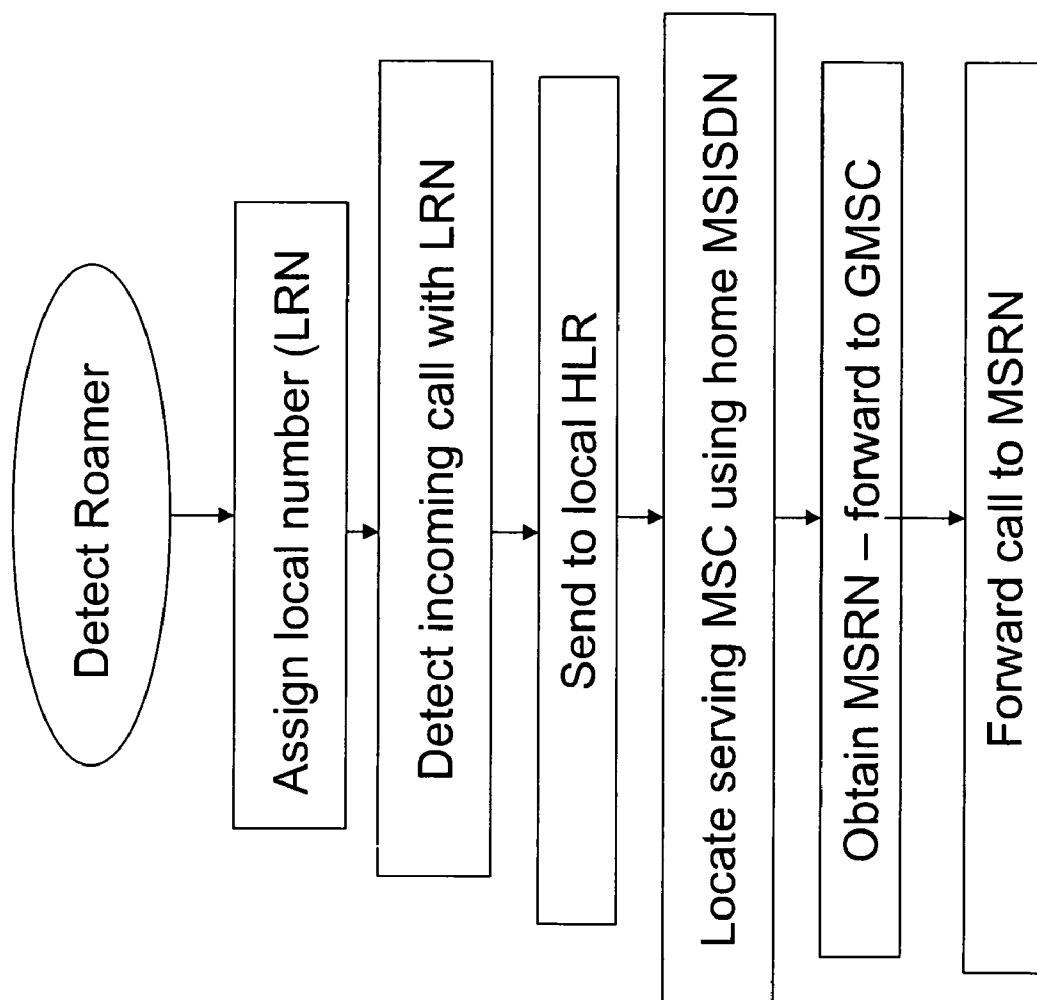 Detect Roamer
Assign local number (LRN
Detect incoming call with LRN
Send to local HLR
Locate serving MSC using home MSISDN
Obtain MSRN – forward to GMSC
Forward call to MSRN